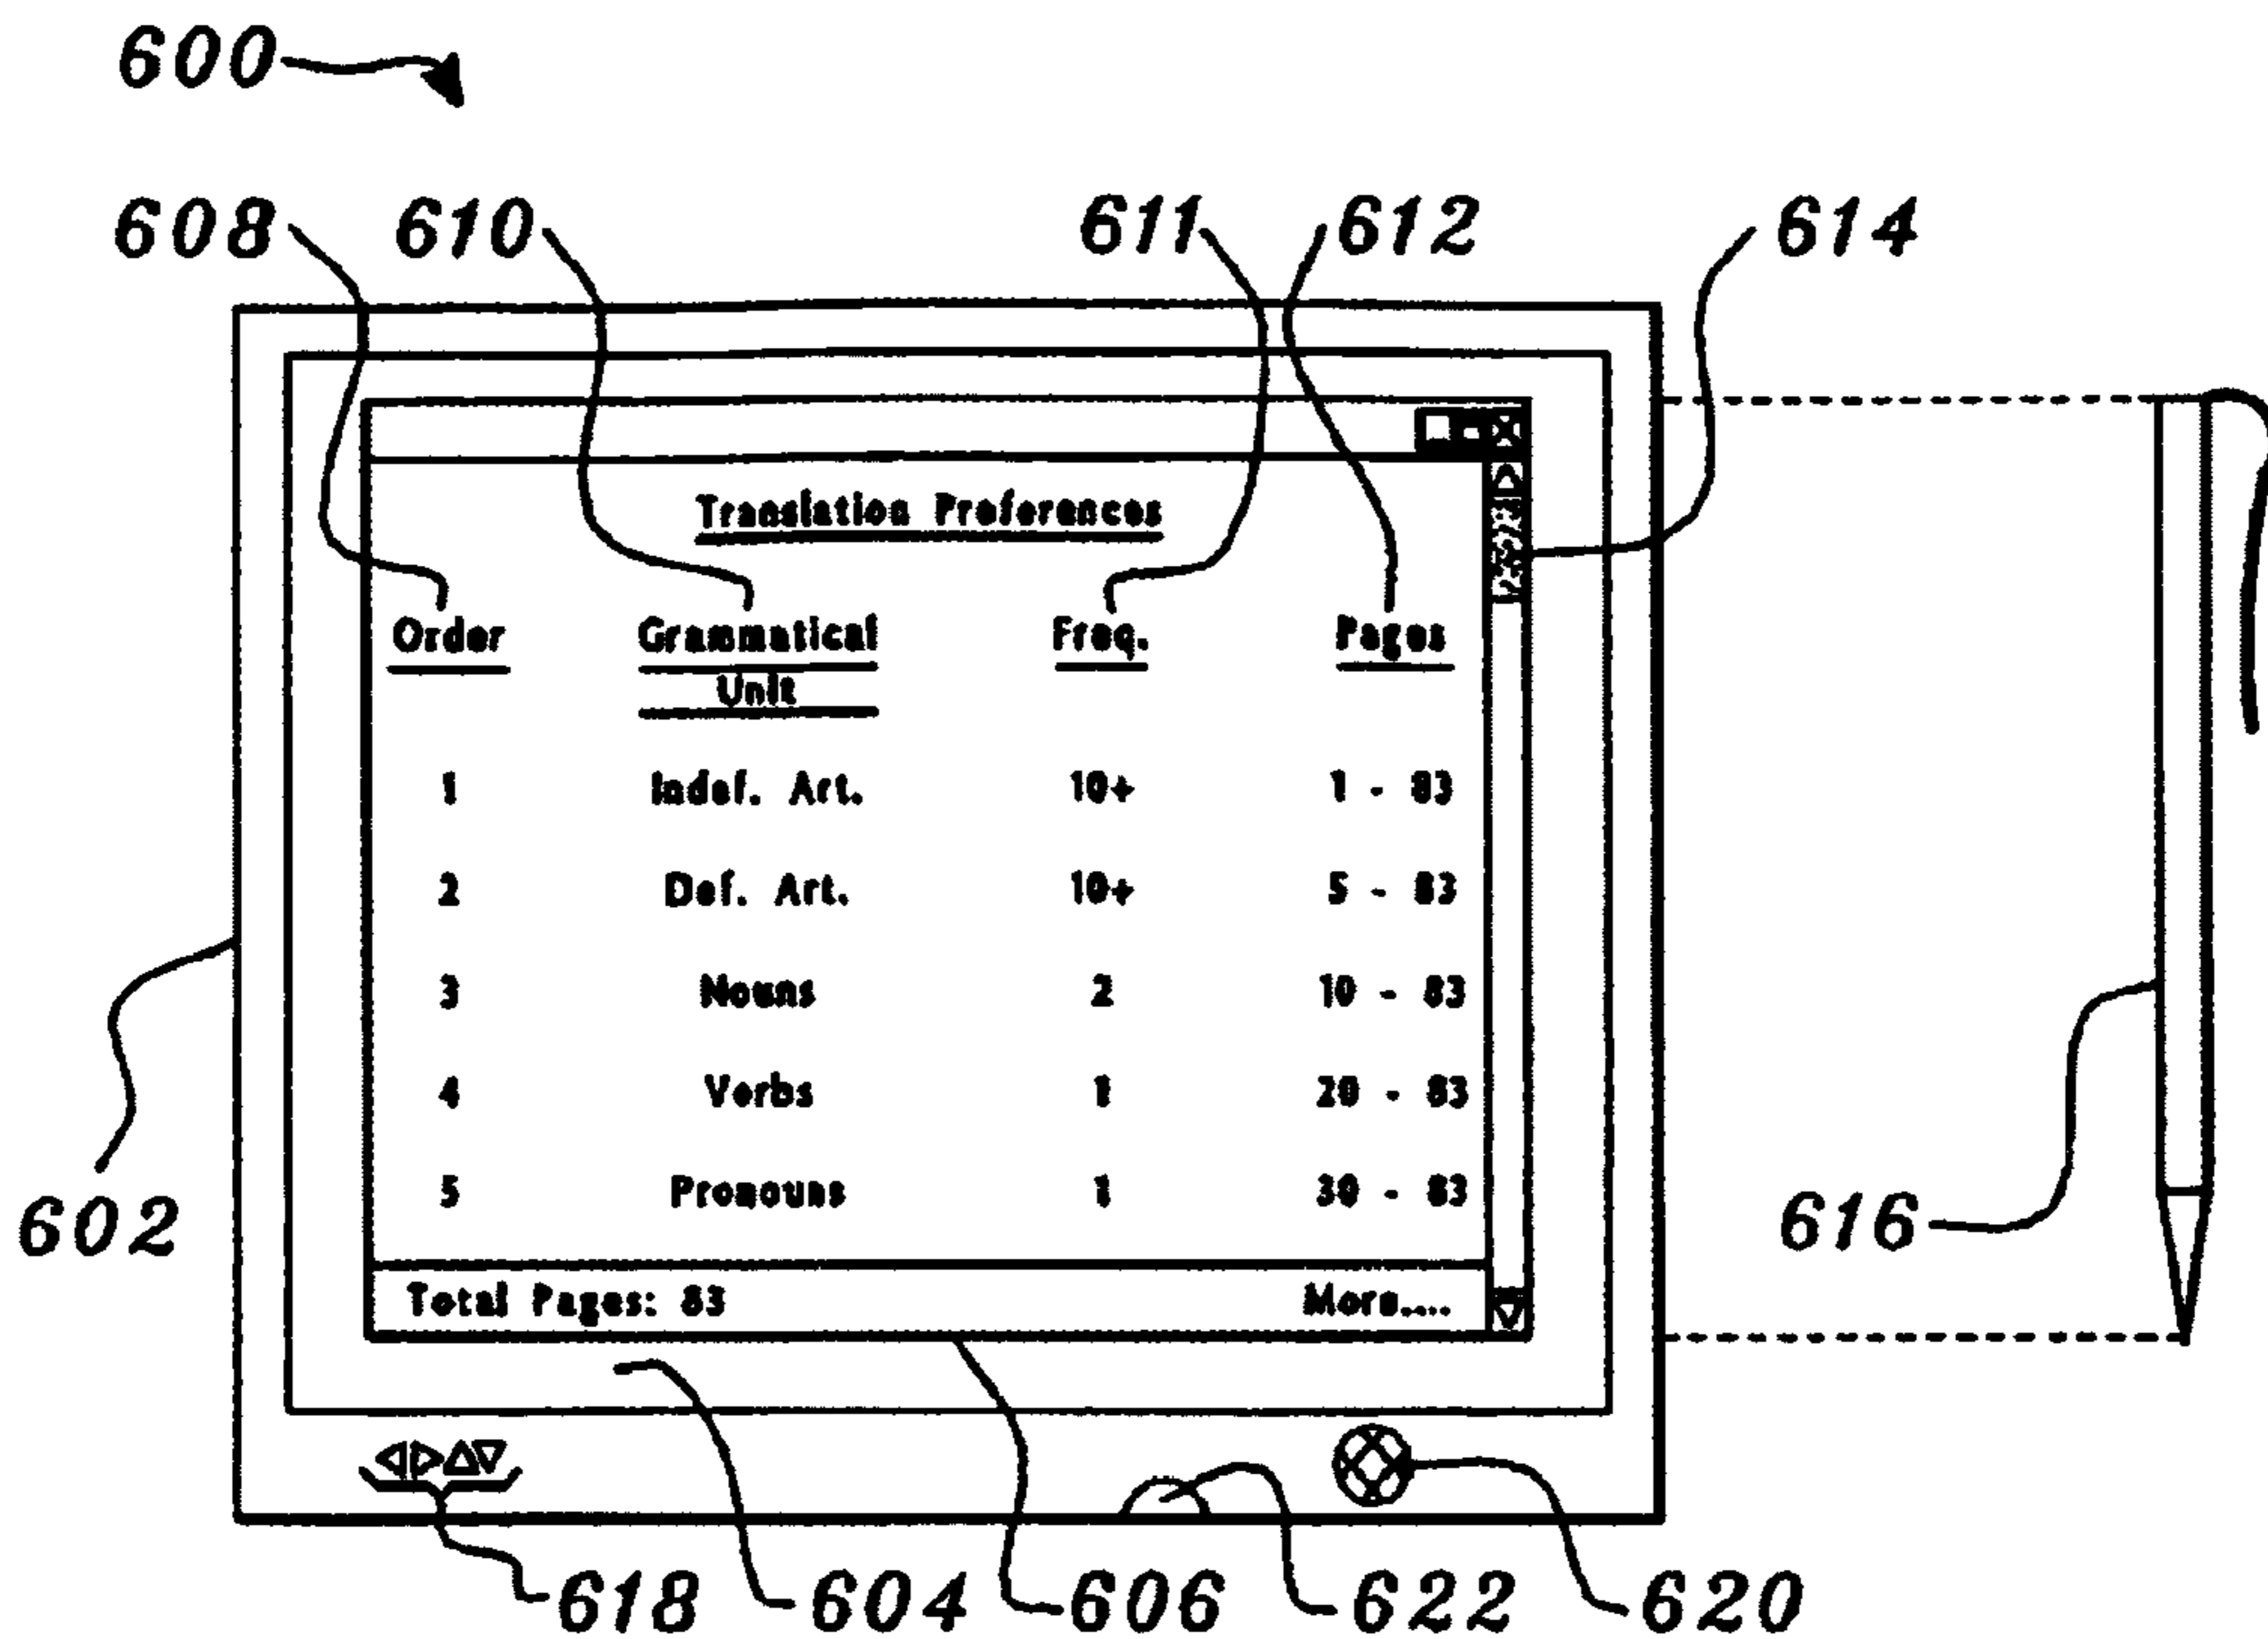 600
608 610 611 612 614
Translation Preferences
Order Grammatical Unit Freq. Pages
1 Indef. Art. 10+ 1 - 83
2 Def. Art. 10+ 5 - 83
3 Nouns 2 10 - 83
4 Verbs 1 20 - 83
5 Pronouns 1 30 - 83
602
616
Total Pages: 83 More....
618 604 606 622 620